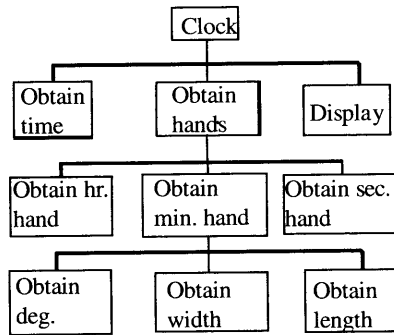 Clock
Obtain
time
Obtain
hands
Display
Obtain hr.
hand
Obtain
min. hand
Obtain sec.
hand
Obtain
deg.
Obtain
width
Obtain
length